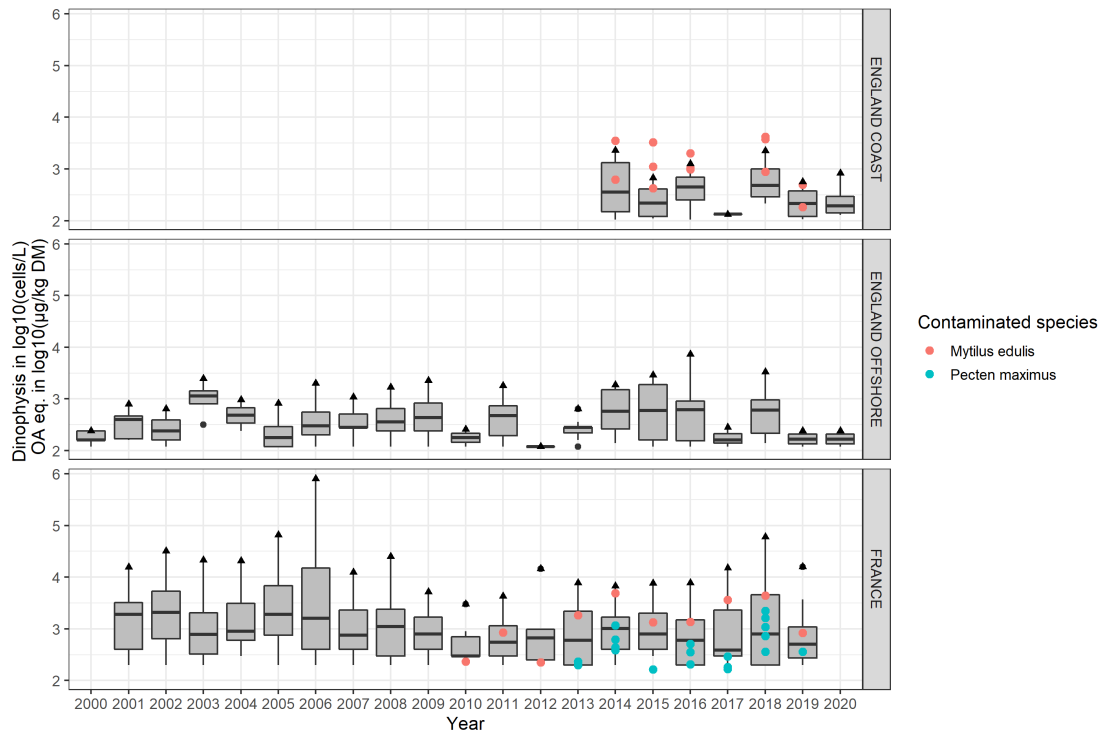 6
5
4
3
2
ENGLAND COAST
6
5
4
3
2
ENGLAND OFFSHORE
6
5
4
3
2
FRANCE
Dinophysis in log10(cells/L)
OA eq. in log10(µg/kg DM)
2000 2001 2002 2003 2004 2005 2006 2007 2008 2009 2010 2011 2012 2013 2014 2015 2016 2017 2018 2019 2020
Year
Contaminated species
Mytilus edulis
Pecten maximus